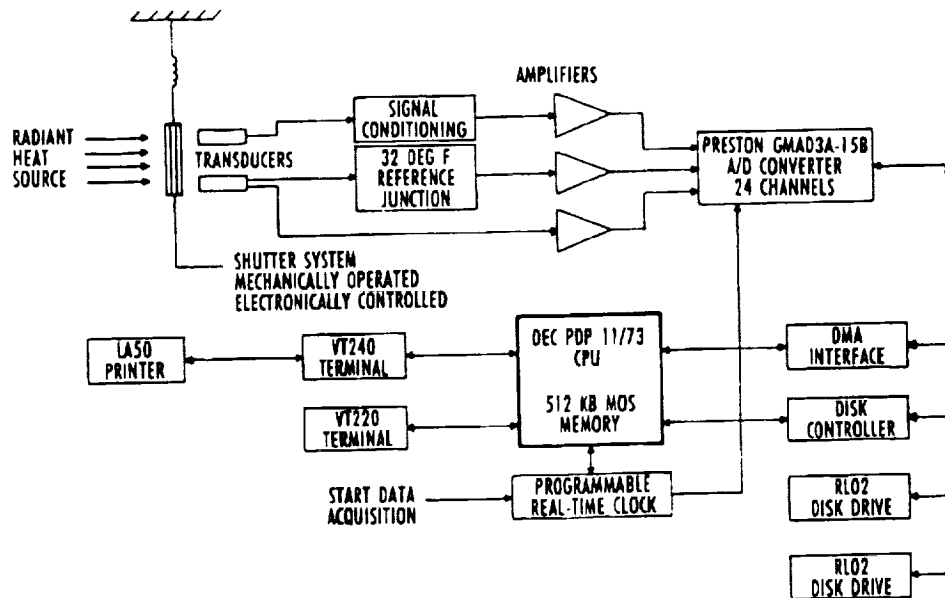 AMPLIFIERS
RADIANT
HEAT
SOURCE
TRANSDUCERS
SIGNAL
CONDITIONING
32 DEG F
REFERENCE
JUNCTION
PRESTON GMAD3A-15B
A/D CONVERTER
24 CHANNELS
SHUTTER SYSTEM
MECHANICALLY OPERATED
ELECTRONICALLY CONTROLLED
LA50
PRINTER
VT240
TERMINAL
DEC PDP 11/73
CPU
512 KB MOS
MEMORY
DMA
INTERFACE
VT220
TERMINAL
DISK
CONTROLLER
START DATA
ACQUISITION
PROGRAMMABLE
REAL-TIME CLOCK
RL02
DISK DRIVE
RL02
DISK DRIVE